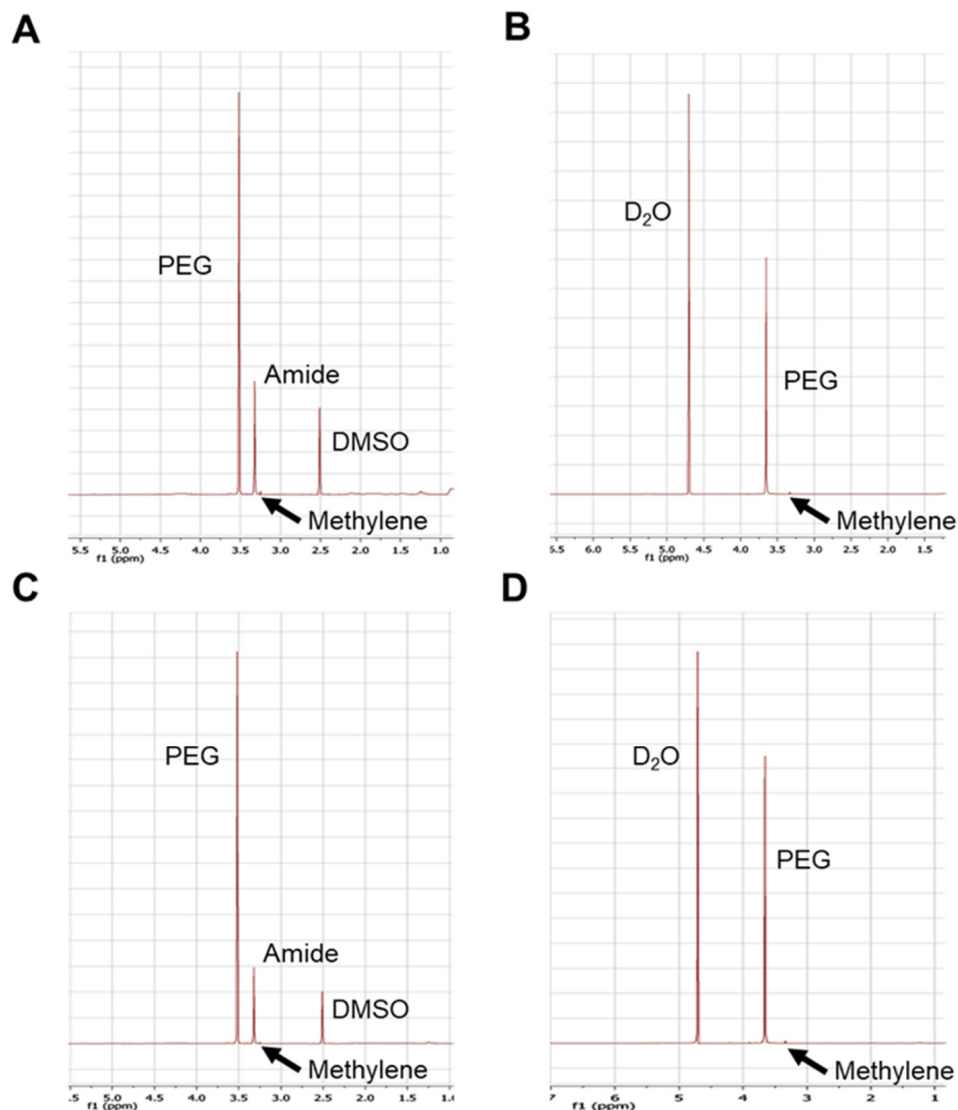 A
PEG
Amide
DMSO
Methylene
5.5 5.0 4.5 4.0 3.5 3.0 2.5 2.0 1.5 1.0
f1 (ppm)
B
D₂O
PEG
Methylene
5.5 6.0 5.5 5.0 4.5 4.0 3.5 3.0 2.5 2.0 1.5
f1 (ppm)
C
PEG
Amide
DMSO
Methylene
.5 5.0 4.5 4.0 3.5 3.0 2.5 2.0 1.5 1.0
f1 (ppm)
D
D₂O
PEG
Methylene
7 6 5 4 3 2 1
f1 (ppm)